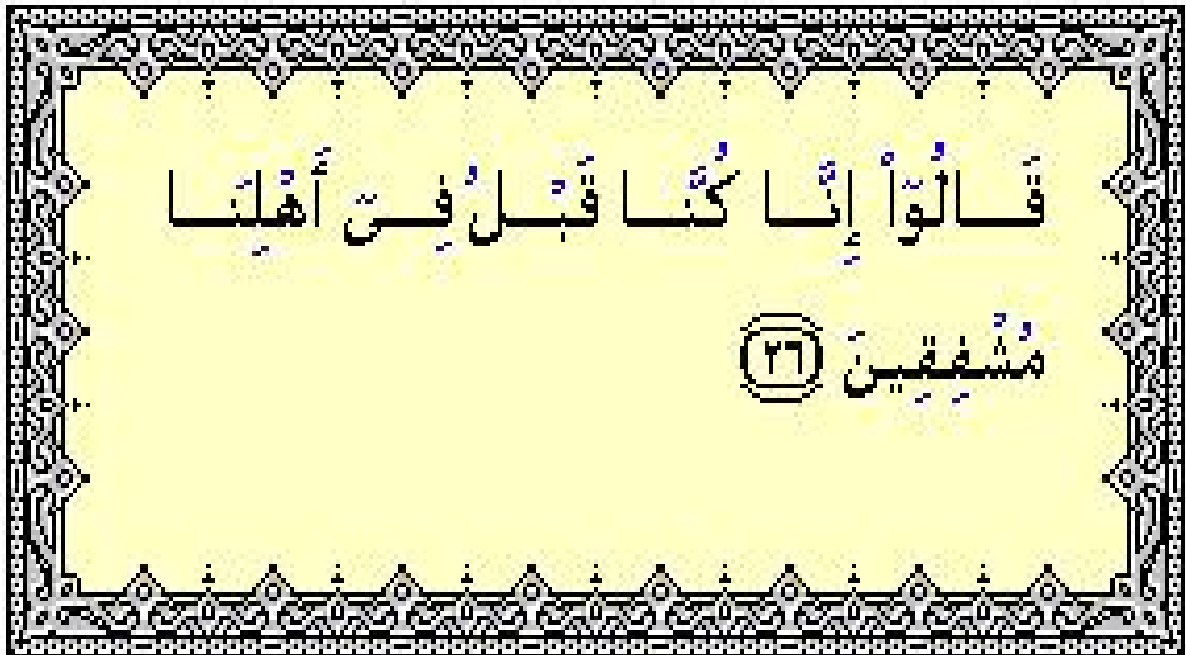 قَالُوٓاْ إِنَّا كُنَّا قَبْلُ فِىٓ أَهْلِنَا
مُشْفِقِينَ ٢٦